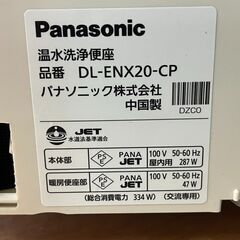 Panasonic
温水洗浄便座
品番 DL-ENX20-CP
パナソニック株式会社
中国製
DZC0
JET
水道法基準適合
本体部 PS E PANA JET 100 V 50-60 Hz 屋内用 287 W
暖房便座部 PS E PANA JET 100 V 50-60 Hz 47 W
(総合消費電力 334 W) (交流専用)